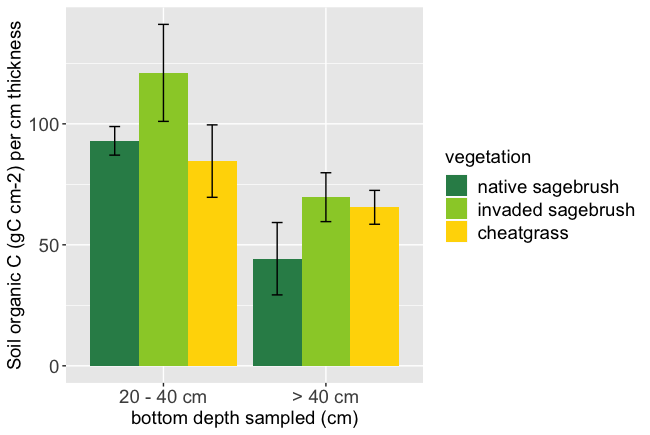 Soil organic C (gC cm-2) per cm thickness
100
50
0
20 - 40 cm
> 40 cm
bottom depth sampled (cm)
vegetation
native sagebrush
invaded sagebrush
cheatgrass